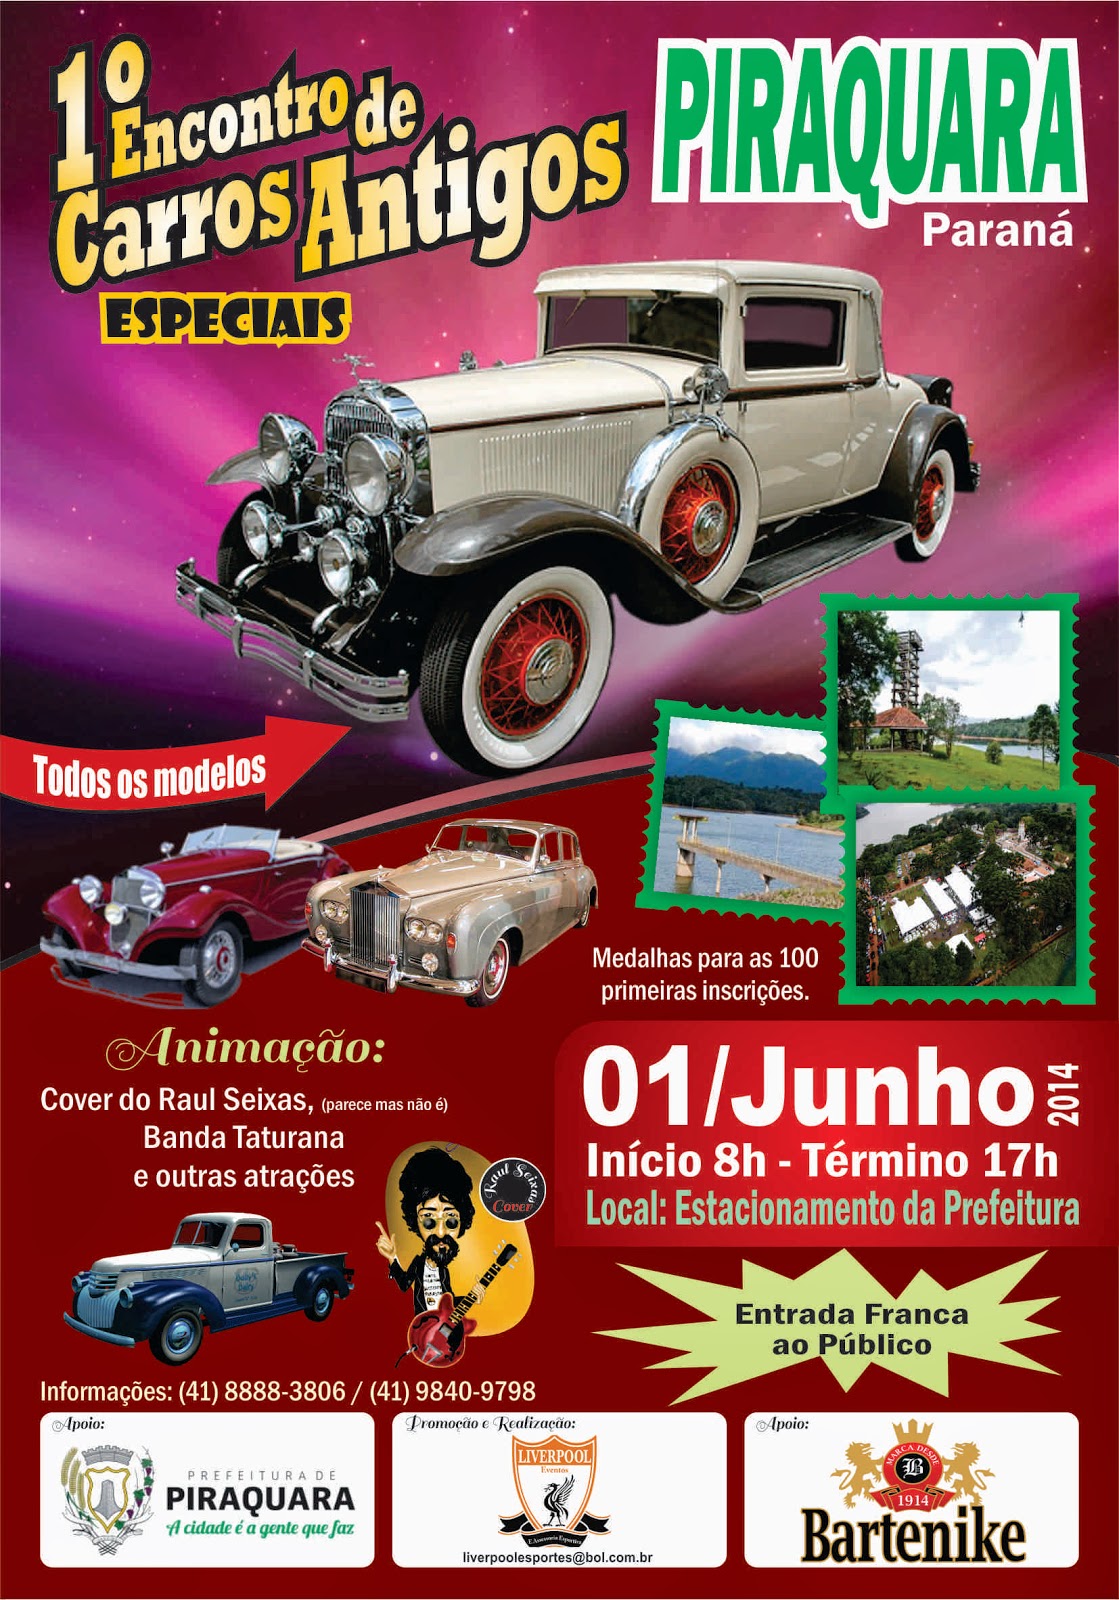 1º Encontro de
Carros Antigos
ESPECIAIS
PIRAQUARA
Paraná
Todos os modelos
Medalhas para as 100
primeiras inscrições.
Animação:
Cover do Raul Seixas, (parece mas não é)
Banda Taturana
e outras atrações
Raul Seixas
Cover
01/Junho
2014
Início 8h - Término 17h
Local: Estacionamento da Prefeitura
Entrada Franca
ao Público
Informações: (41) 8888-3806 / (41) 9840-9798
Apoio:
PREFEITURA DE
PIRAQUARA
A cidade é a gente que faz
Promoção e Realização:
LIVERPOOL
Eventos
E Assessoria Esportiva
liverpoolesportes@bol.com.br
Apoio:
MARCA DESDE
B
1914
Bartenike